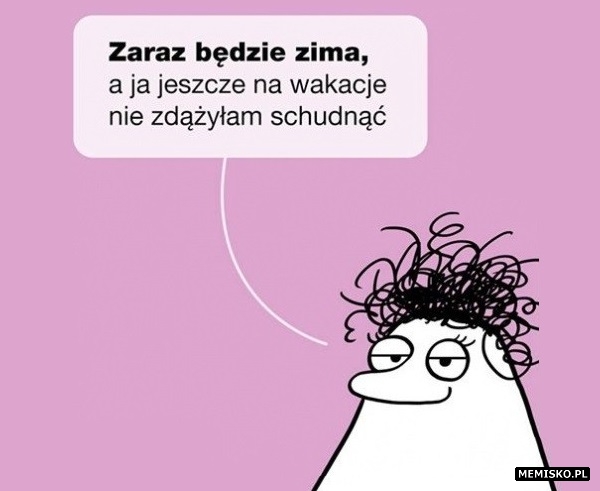 Zaraz będzie zima,
a ja jeszcze na wakacje
nie zdążyłam schudnąć
MEMISKO.PL